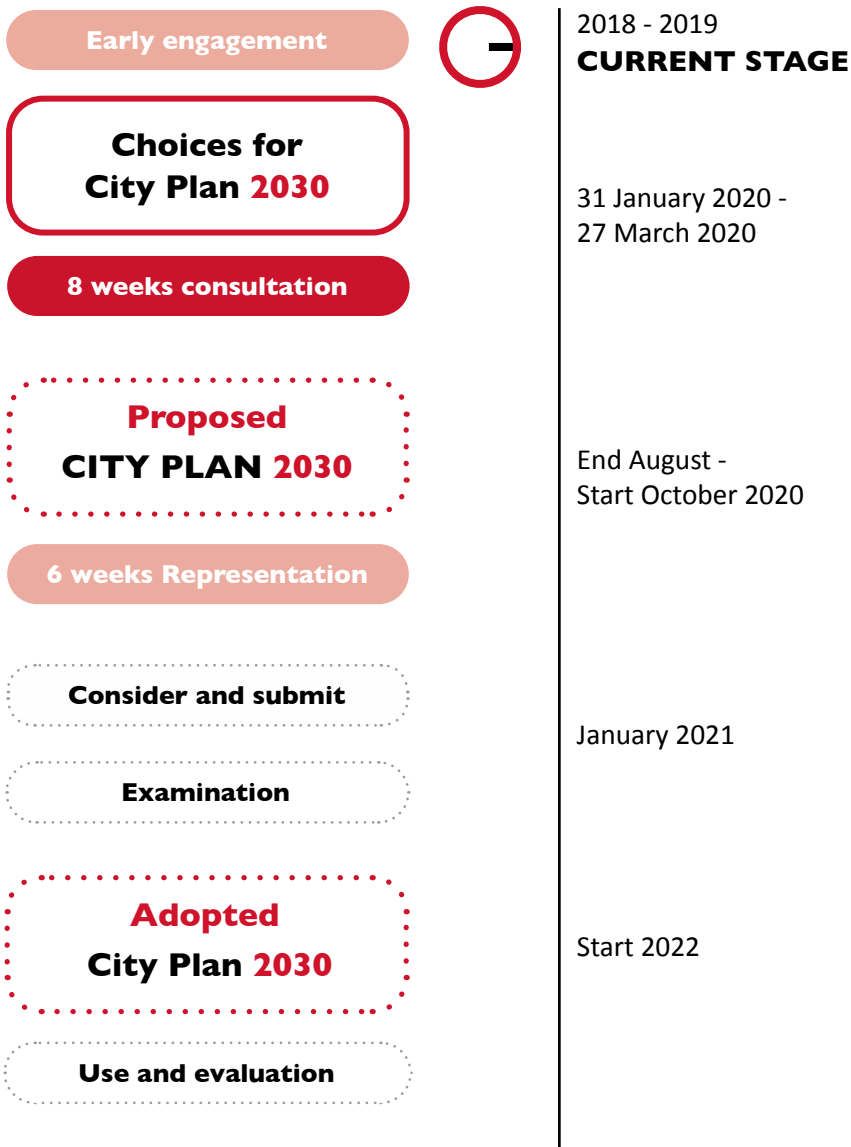 Early engagement
2018 - 2019
CURRENT STAGE
Choices for
City Plan 2030
31 January 2020 -
27 March 2020
8 weeks consultation
Proposed
CITY PLAN 2030
End August -
Start October 2020
6 weeks Representation
Consider and submit
January 2021
Examination
Adopted
City Plan 2030
Start 2022
Use and evaluation